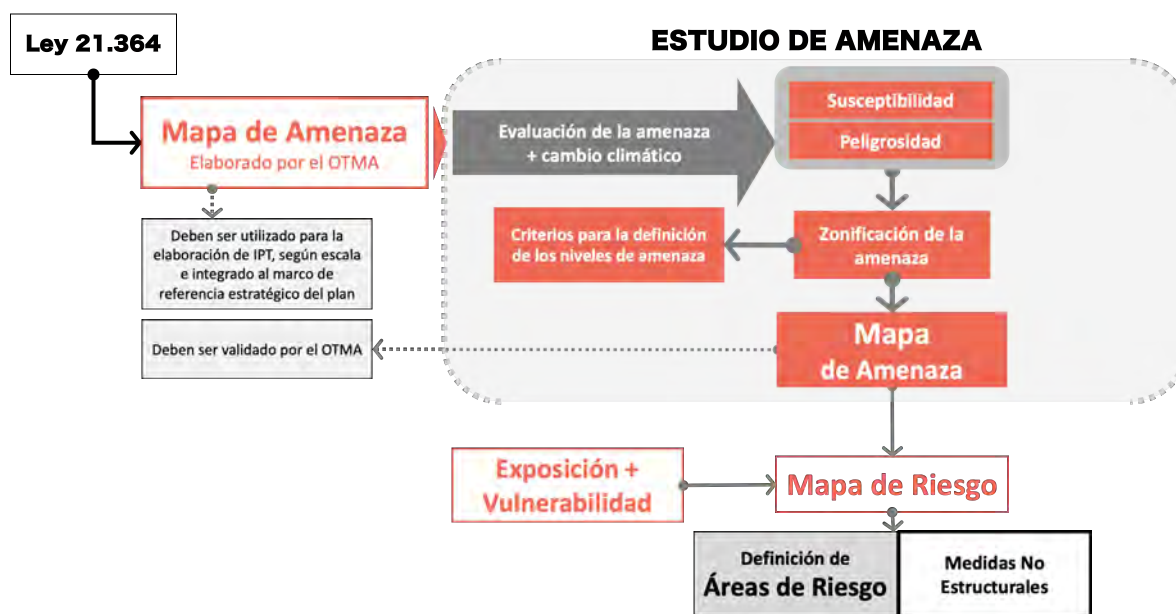 Ley 21.364
ESTUDIO DE AMENAZA
Mapa de Amenaza
Elaborado por el OTMA
Evaluación de la amenaza
+ cambio climático
Susceptibilidad
Peligrosidad
Deben ser utilizado para la
elaboración de IPT, según escala
e integrado al marco de
referencia estratégico del plan
Criterios para la definición
de los niveles de amenaza
Zonificación de la
amenaza
Deben ser validado por el OTMA
Mapa
de Amenaza
Exposición +
Vulnerabilidad
Mapa de Riesgo
Definición de
Áreas de Riesgo
Medidas No
Estructurales